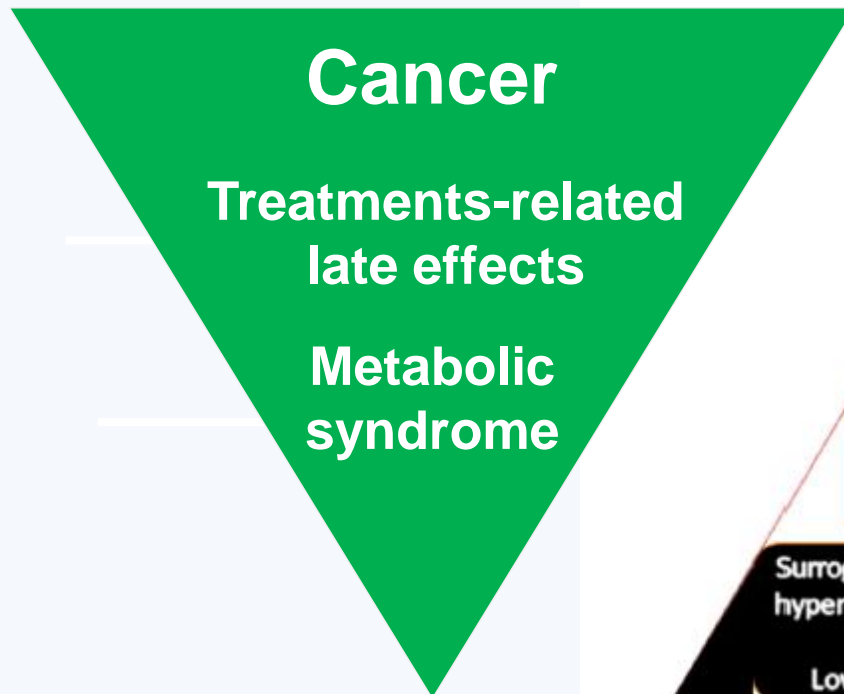 Cancer
Treatments-related
late effects
Metabolic
syndrome